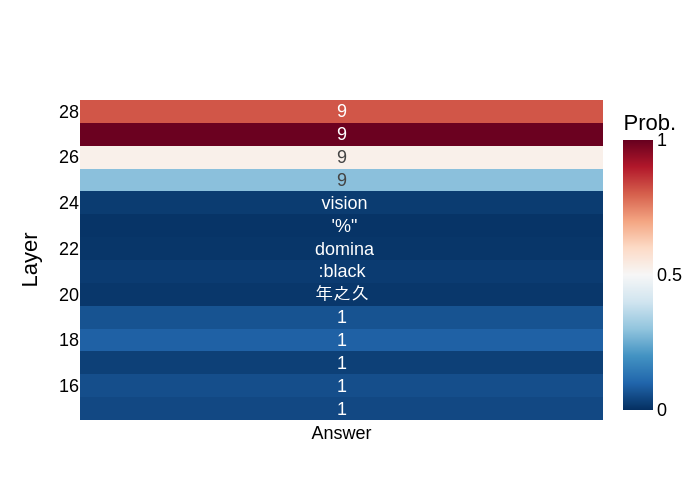 Prob.
28 9 1
9
26 9
9
24 vision
'%"
22 domina 0.5
:black
20 年之久
1
18 1
1
16 1
1 0
Answer
Layer